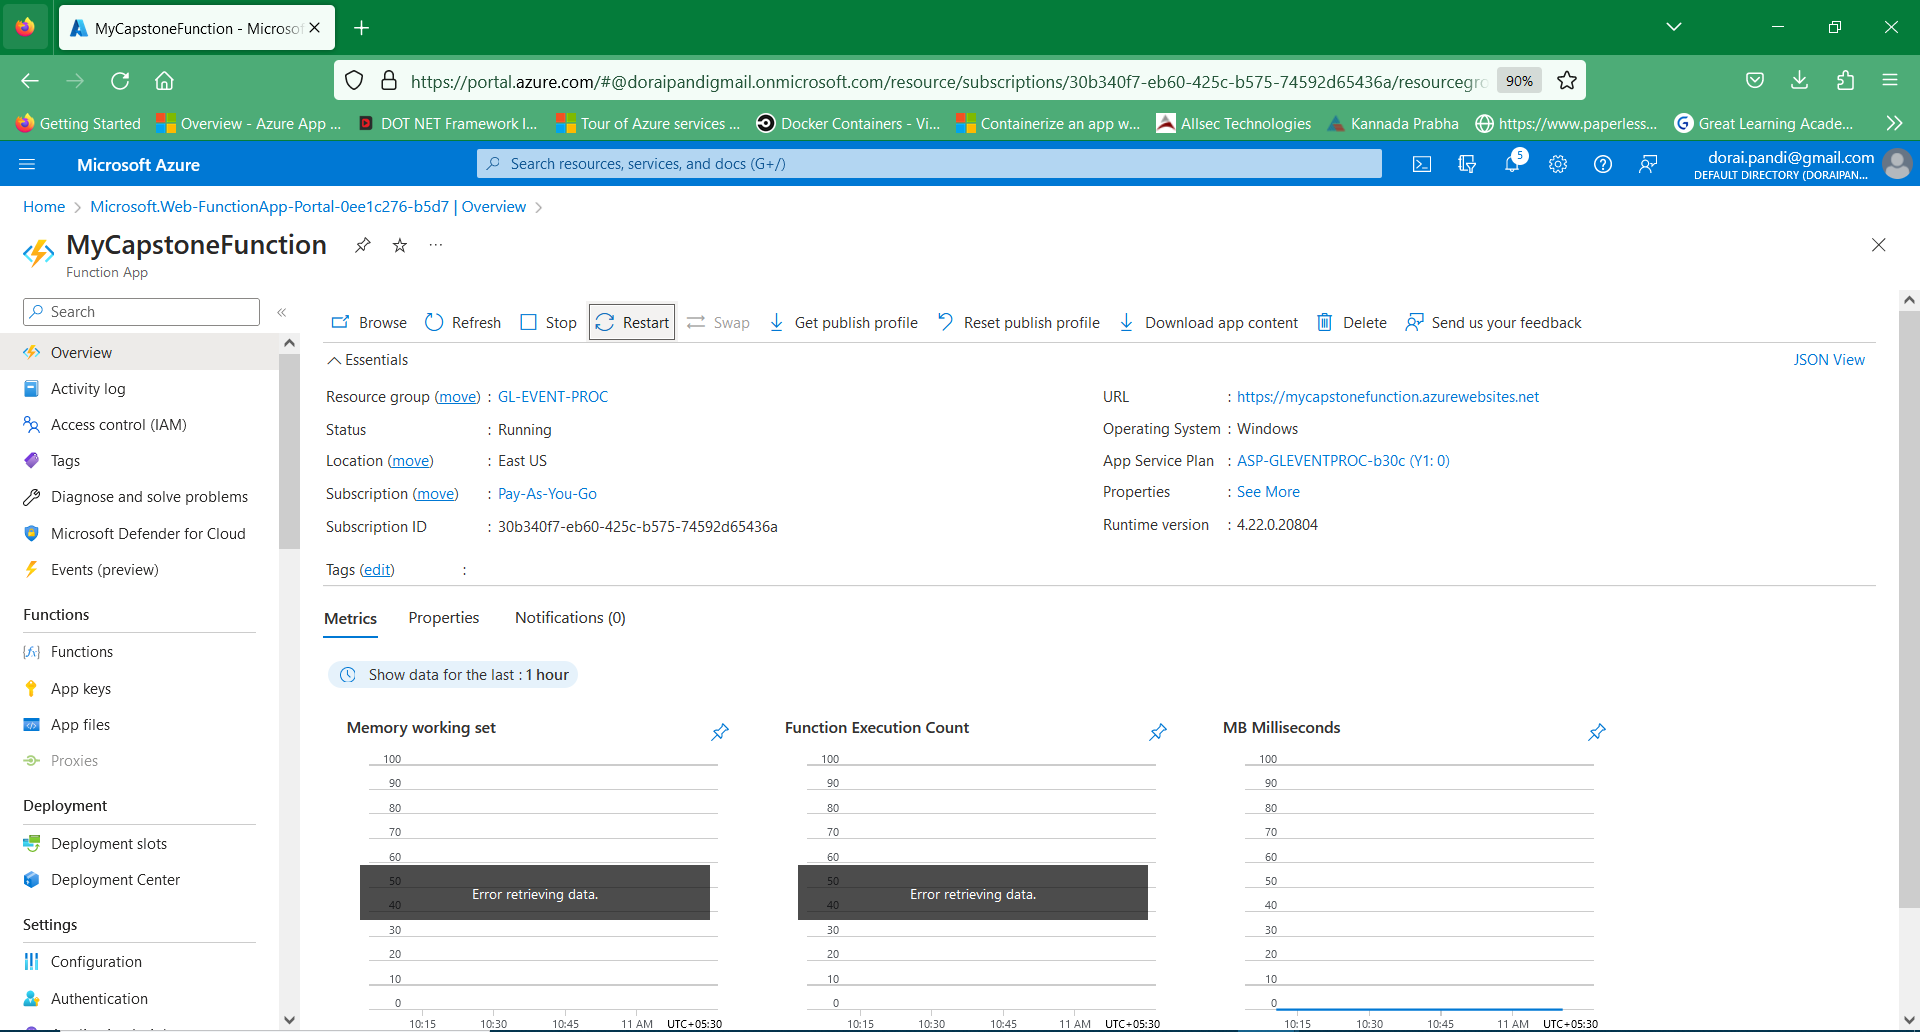 MyCapstoneFunction - Microsof
https://portal.azure.com/#@doraipandigmail.onmicrosoft.com/resource/subscriptions/30b340f7-eb60-425c-b575-74592d65436a/resourcegro 90%
Getting Started Overview - Azure App ... DOT NET Framework I... Tour of Azure services ... Docker Containers - Vi... Containerize an app w... Allsec Technologies Kannada Prabha https://www.paperless... Great Learning Acade...
Microsoft Azure Search resources, services, and docs (G+/) 5 dorai.pandi@gmail.com
DEFAULT DIRECTORY (DORAIPAN...
Home > Microsoft.Web-FunctionApp-Portal-0ee1c276-b5d7 | Overview >
MyCapstoneFunction ...
Function App
Search «
Browse Refresh Stop Restart Swap Get publish profile Reset publish profile Download app content Delete Send us your feedback
Overview
Activity log
Access control (IAM)
Tags
Diagnose and solve problems
Microsoft Defender for Cloud
Events (preview)
Functions
Functions
App keys
App files
Proxies
Deployment
Deployment slots
Deployment Center
Settings
Configuration
Authentication
Essentials JSON View
Resource group (move) : GL-EVENT-PROC
Status : Running
Location (move) : East US
Subscription (move) : Pay-As-You-Go
Subscription ID : 30b340f7-eb60-425c-b575-74592d65436a
URL : https://mycapstonefunction.azurewebsites.net
Operating System : Windows
App Service Plan : ASP-GLEVENTPROC-b30c (Y1: 0)
Properties : See More
Runtime version : 4.22.0.20804
Tags (edit) :
Metrics Properties Notifications (0)
Show data for the last : 1 hour
Memory working set
100
90
80
70
60
50
Error retrieving data.
40
30
20
10
0
10:15 10:30 10:45 11 AM UTC+05:30
Function Execution Count
100
90
80
70
60
50
Error retrieving data.
40
30
20
10
0
10:15 10:30 10:45 11 AM UTC+05:30
MB Milliseconds
100
90
80
70
60
50
40
30
20
10
0
10:15 10:30 10:45 11 AM UTC+05:30